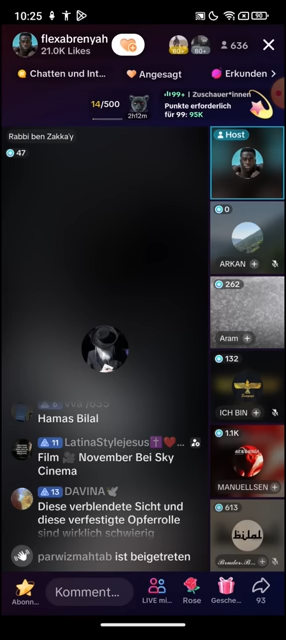 10:25
90
flexabrenyah
21.0K Likes
80+
636
Chatten und Int...
Angesagt
Erkunden
14/500
2h12m
99+ | Zuschauer*innen
Punkte erforderlich
für 99: 95K
Rabbi ben Zakka'y
47
Host
0
ARKAN
262
Aram
132
ICH BIN
1.1K
MANUELLSEN
613
bilal
Bruder.B...
Hamas Bilal
11 LatinaStylejesus
Film 🎥 November Bei Sky
Cinema
13 DAVINA
Diese verblendete Sicht und
diese verfestigte Opferrolle
sind wirklich schwierig
parwizmahtab ist beigetreten
Abonn...
Komment...
LIVE mi...
Rose
Gesche...
93